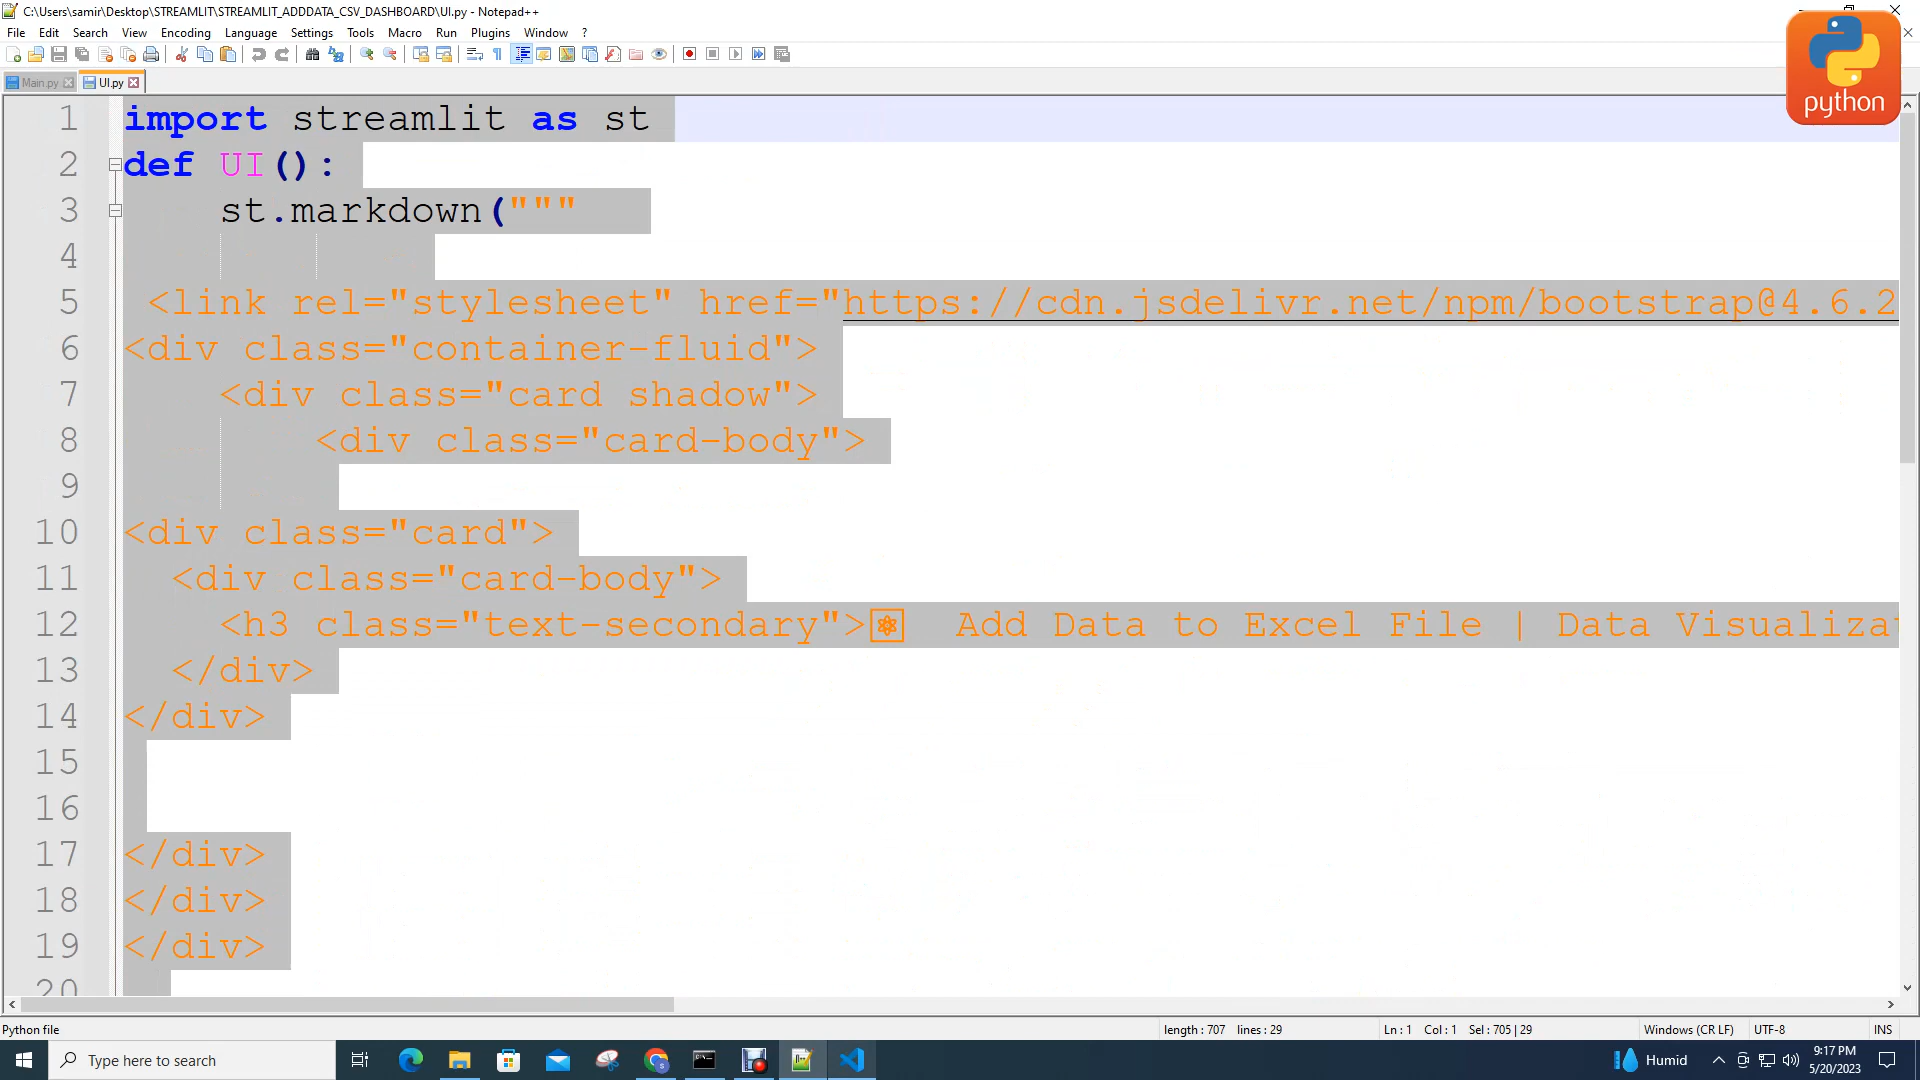 C:\Users\samir\Desktop\STREAMLIT\STREAMLIT_ADDDATA_CSV_DASHBOARD\UI.py - Notepad++
File Edit Search View Encoding Language Settings Tools Macro Run Plugins Window ?
Main.py UI.py
python
1 import streamlit as st
2 def UI():
3 st.markdown("""
4
5 <link rel="stylesheet" href="https://cdn.jsdelivr.net/npm/bootstrap@4.6.2
6 <div class="container-fluid">
7 <div class="card shadow">
8 <div class="card-body">
9
10 <div class="card">
11 <div class="card-body">
12 <h3 class="text-secondary">⚛ Add Data to Excel File | Data Visualizat
13 </div>
14 </div>
15
16
17 </div>
18 </div>
19 </div>
20
Python file length : 707 lines : 29 Ln : 1 Col : 1 Sel : 705 | 29 Windows (CR LF) UTF-8 INS
Type here to search Humid 9:17 PM
5/20/2023